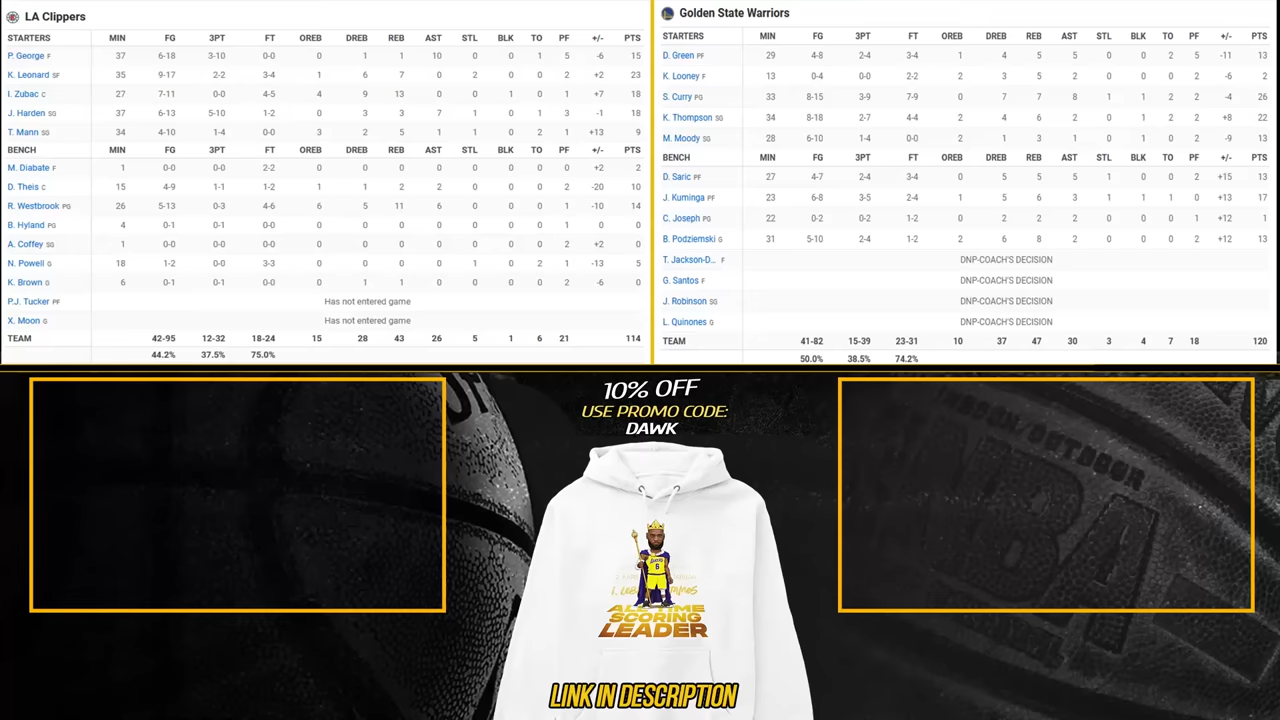 LA Clippers
STARTERS MIN FG 3PT FT OREB DREB REB AST STL BLK TO PF +/- PTS
P. George F 37 6-18 3-10 0-0 0 1 1 10 0 0 1 5 -6 15
K. Leonard SF 35 9-17 2-2 3-4 1 6 7 0 2 0 0 2 +2 23
I. Zubac C 27 7-11 0-0 4-5 4 9 13 0 0 1 0 1 +7 18
J. Harden SG 37 6-13 5-10 1-2 0 3 3 7 1 0 1 3 -1 18
T. Mann SG 34 4-10 1-4 0-0 3 2 5 1 1 0 2 1 +13 9
BENCH MIN FG 3PT FT OREB DREB REB AST STL BLK TO PF +/- PTS
M. Diabate F 1 0-0 0-0 2-2 0 0 0 0 0 0 0 0 +2 2
D. Theis C 15 4-9 1-1 1-2 1 1 2 2 0 0 0 2 -20 10
R. Westbrook PG 26 5-13 0-3 4-6 6 5 11 6 0 0 0 1 -10 14
B. Hyland PG 4 0-1 0-1 0-0 0 0 0 0 0 0 1 0 0 0
A. Coffey SG 1 0-0 0-0 0-0 0 0 0 0 0 0 0 2 +2 0
N. Powell G 18 1-2 0-0 3-3 0 0 0 0 1 0 2 1 -13 5
K. Brown G 6 0-1 0-1 0-0 0 1 1 0 0 0 0 2 -6 0
P.J. Tucker PF Has not entered game
X. Moon G Has not entered game
TEAM 42-95 12-32 18-24 15 28 43 26 5 1 6 21 114
44.2% 37.5% 75.0%
Golden State Warriors
STARTERS MIN FG 3PT FT OREB DREB REB AST STL BLK TO PF +/- PTS
D. Green PF 29 4-8 2-4 3-4 1 4 5 5 0 0 2 5 -11 13
K. Looney F 13 0-4 0-0 2-2 2 3 5 2 0 0 0 2 -6 2
S. Curry PG 33 8-15 3-9 7-9 0 7 7 8 1 1 2 2 -4 26
K. Thompson SG 34 8-18 2-7 4-4 2 4 6 2 0 1 2 2 +8 22
M. Moody SG 28 6-10 1-4 0-0 2 1 3 1 0 1 0 2 -9 13
BENCH MIN FG 3PT FT OREB DREB REB AST STL BLK TO PF +/- PTS
D. Saric PF 27 4-7 2-4 3-4 0 5 5 5 1 0 0 2 +15 13
J. Kuminga PF 23 6-8 3-5 2-4 1 5 6 3 1 1 1 0 +13 17
C. Joseph PG 22 0-2 0-2 1-2 0 2 2 2 0 0 0 1 +12 1
B. Podziemski G 31 5-10 2-4 1-2 2 6 8 2 0 0 0 2 +12 13
T. Jackson-D... F DNP-COACH'S DECISION
G. Santos F DNP-COACH'S DECISION
J. Robinson SG DNP-COACH'S DECISION
L. Quinones G DNP-COACH'S DECISION
TEAM 41-82 15-39 23-31 10 37 47 30 3 4 7 18 120
50.0% 38.5% 74.2%
10% OFF
USE PROMO CODE:
DAWK
ALL TIME
SCORING
LEADER
LINK IN DESCRIPTION